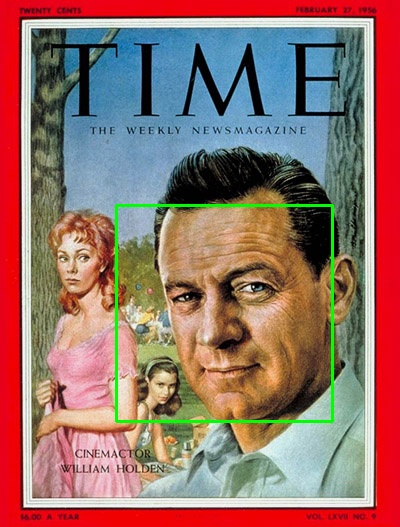 TWENTY CENTS
FEBRUARY 27, 1956
TIME
THE WEEKLY NEWSMAGAZINE
CINEMACTOR
WILLIAM HOLDEN
$6.00 A YEAR
VOL. LXVII NO. 9